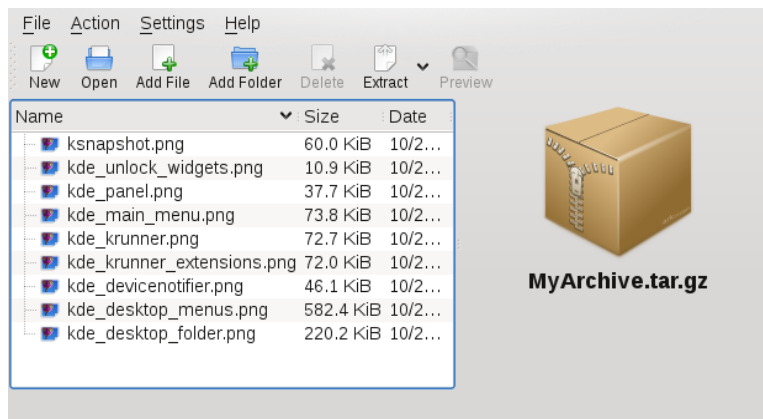 File Action Settings Help
New Open Add File Add Folder Delete Extract Preview
Name Size Date
ksnapshot.png 60.0 KiB 10/2...
kde_unlock_widgets.png 10.9 KiB 10/2...
kde_panel.png 37.7 KiB 10/2...
kde_main_menu.png 73.8 KiB 10/2...
kde_krunner.png 72.7 KiB 10/2...
kde_krunner_extensions.png 72.0 KiB 10/2...
kde_devicenotifier.png 46.1 KiB 10/2...
kde_desktop_menus.png 582.4 KiB 10/2...
kde_desktop_folder.png 220.2 KiB 10/2...
MyArchive.tar.gz